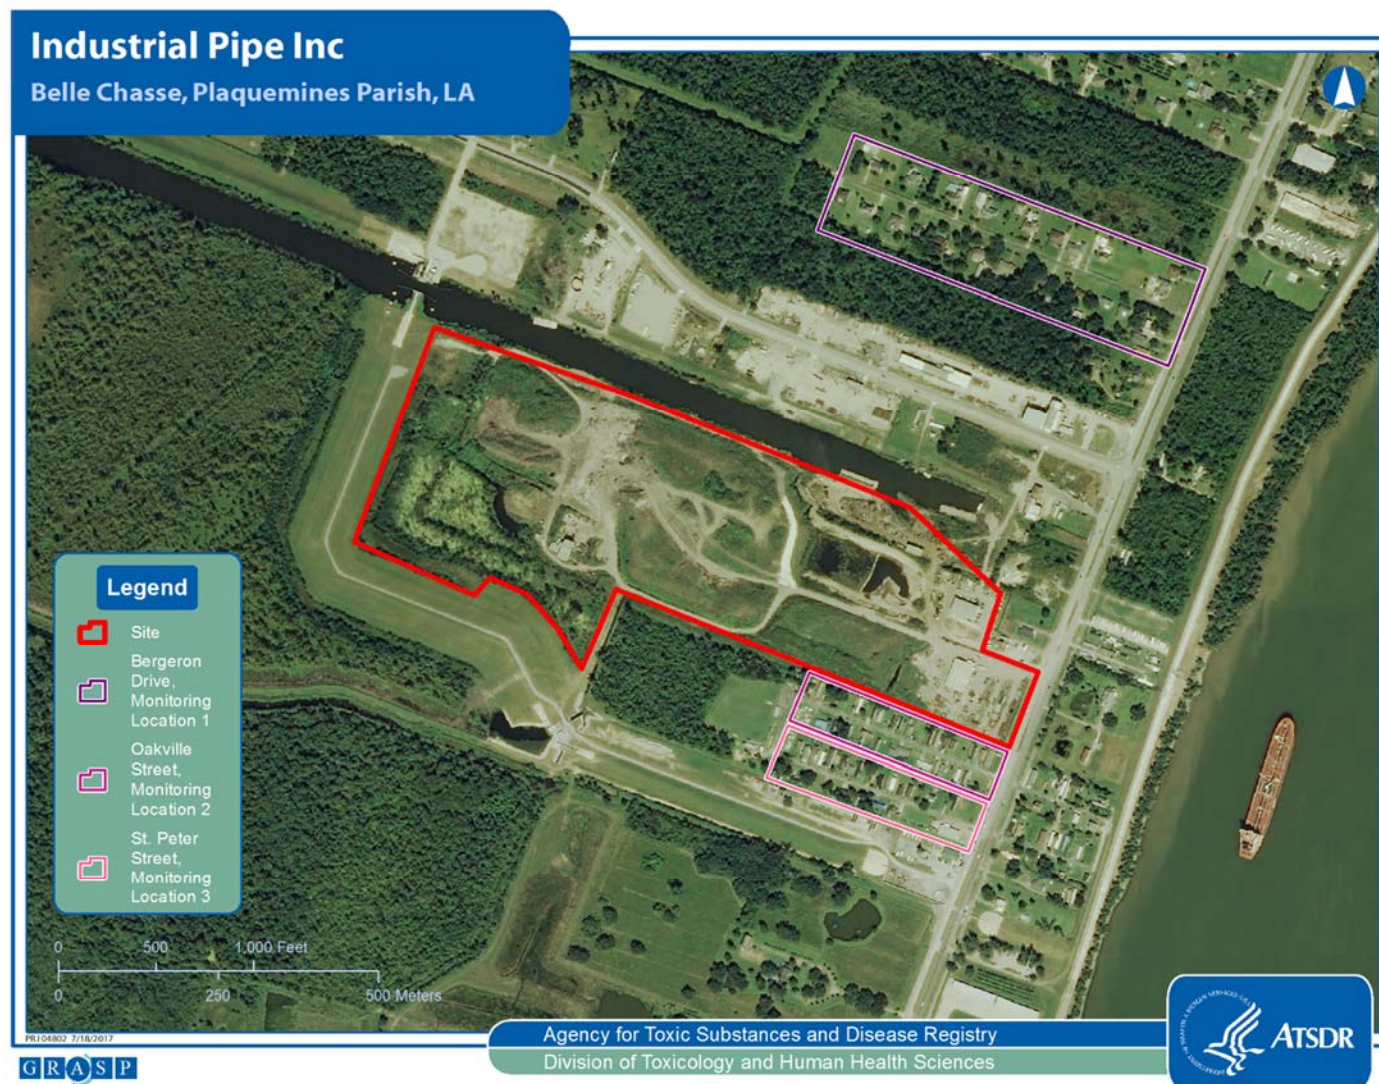 Industrial Pipe Inc
Belle Chasse, Plaquemines Parish, LA
Legend
Site
Bergeron
Drive,
Monitoring
Location 1
Oakville
Street,
Monitoring
Location 2
St. Peter
Street,
Monitoring
Location 3
0 500 1,000 Feet
0 250 500 Meters
PRJ 04802 7/18/2017
GRASP
Agency for Toxic Substances and Disease Registry
Division of Toxicology and Human Health Sciences
ATSDR